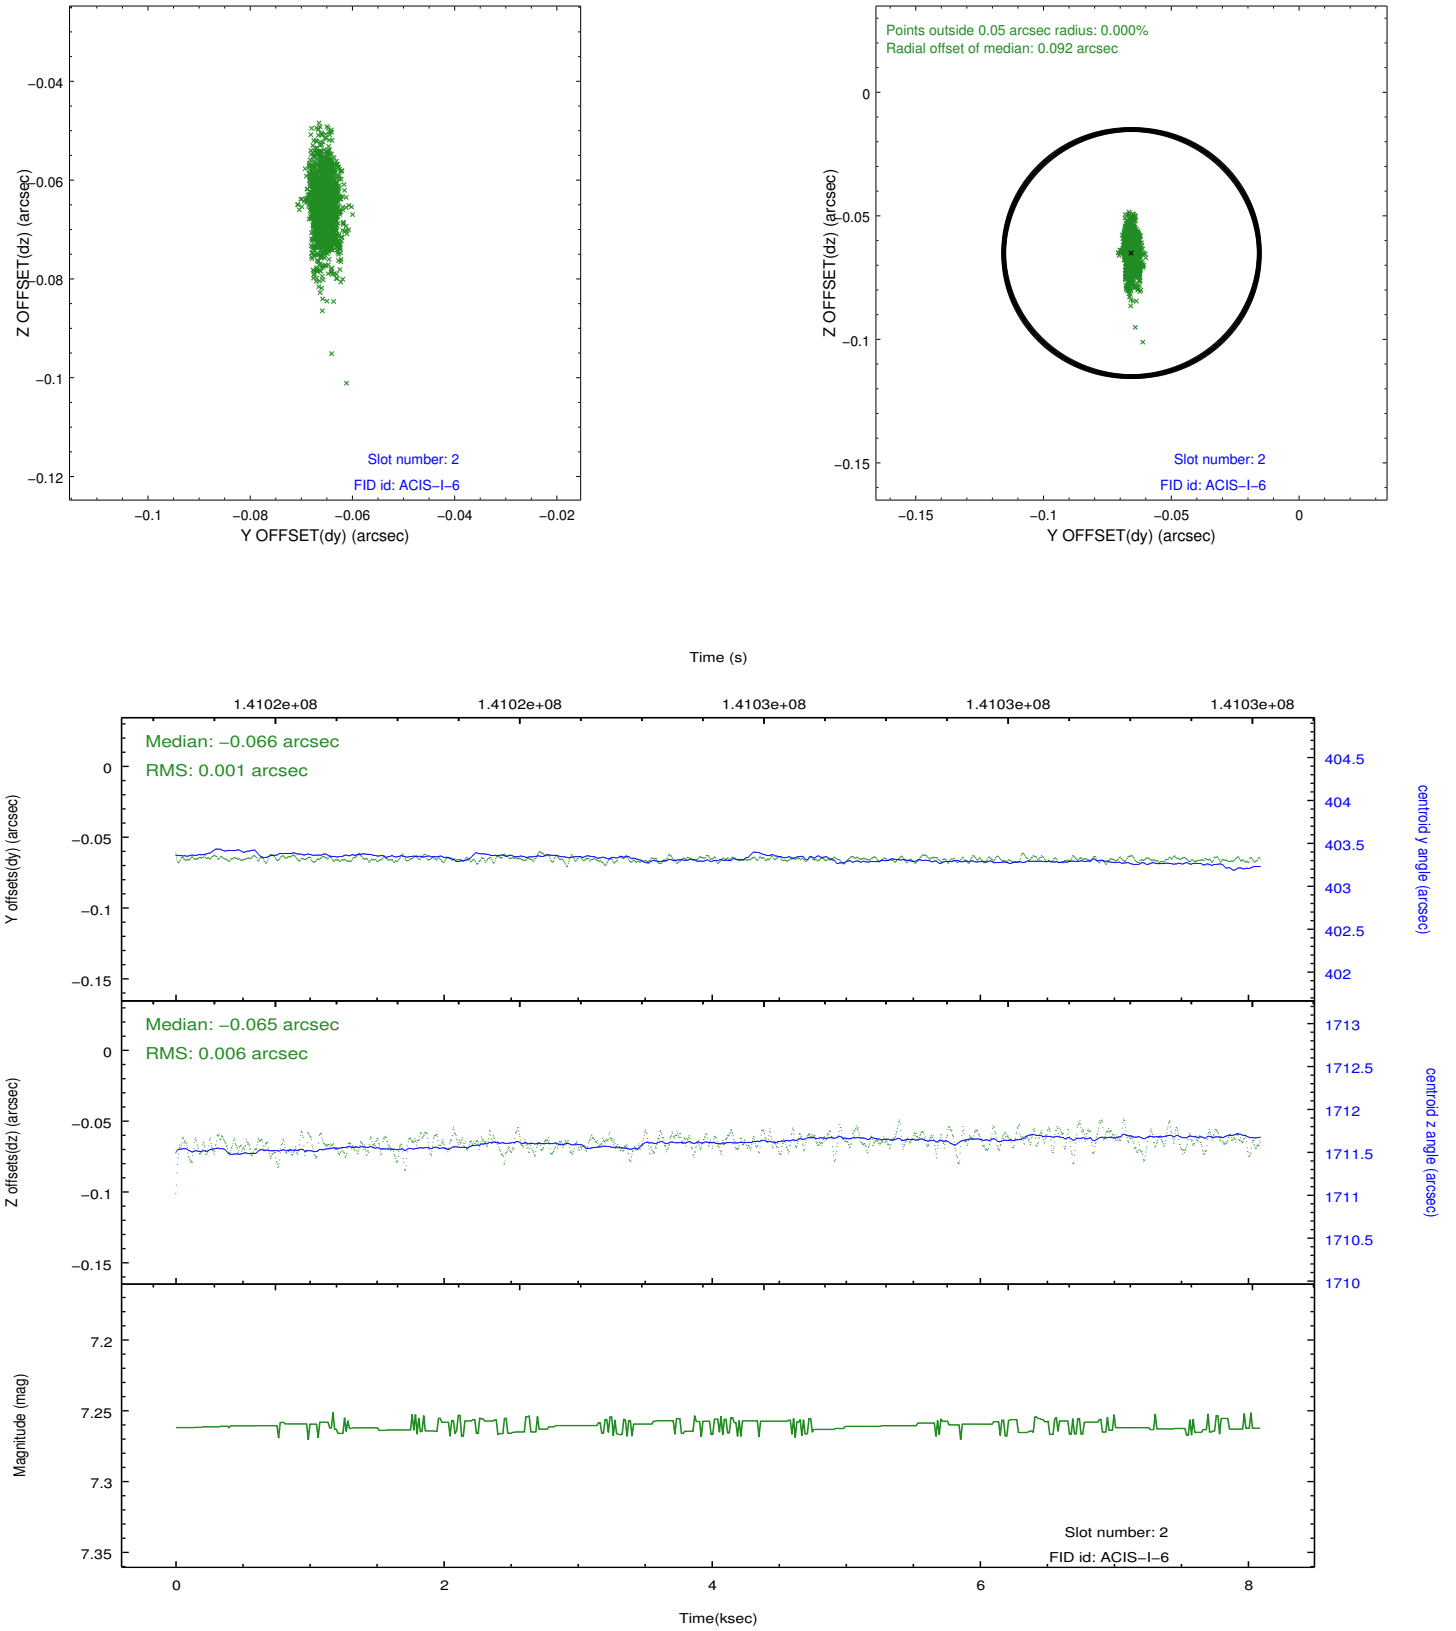 Z OFFSET(dz) (arcsec)
−0.04
−0.06
−0.08
−0.1
−0.12
Slot number: 2
FID id: ACIS−I−6
−0.1 −0.08 −0.06 −0.04 −0.02
Y OFFSET(dy) (arcsec)
Points outside 0.05 arcsec radius: 0.000%
Radial offset of median: 0.092 arcsec
Z OFFSET(dz) (arcsec)
0
−0.05
−0.1
−0.15
Slot number: 2
FID id: ACIS−I−6
−0.15 −0.1 −0.05 0
Y OFFSET(dy) (arcsec)
Time (s)
1.4102e+08 1.4102e+08 1.4103e+08 1.4103e+08 1.4103e+08
Median: −0.066 arcsec
RMS: 0.001 arcsec
Y offsets(dy) (arcsec)
0
−0.05
−0.1
−0.15
404.5
404
403.5
403
402.5
402
centroid y angle (arcsec)
Median: −0.065 arcsec
RMS: 0.006 arcsec
Z offsets(dz) (arcsec)
0
−0.05
−0.1
−0.15
1713
1712.5
1712
1711.5
1711
1710.5
1710
centroid z angle (arcsec)
Magnitude (mag)
7.2
7.25
7.3
7.35
Slot number: 2
FID id: ACIS−I−6
0 2 4 6 8
Time(ksec)